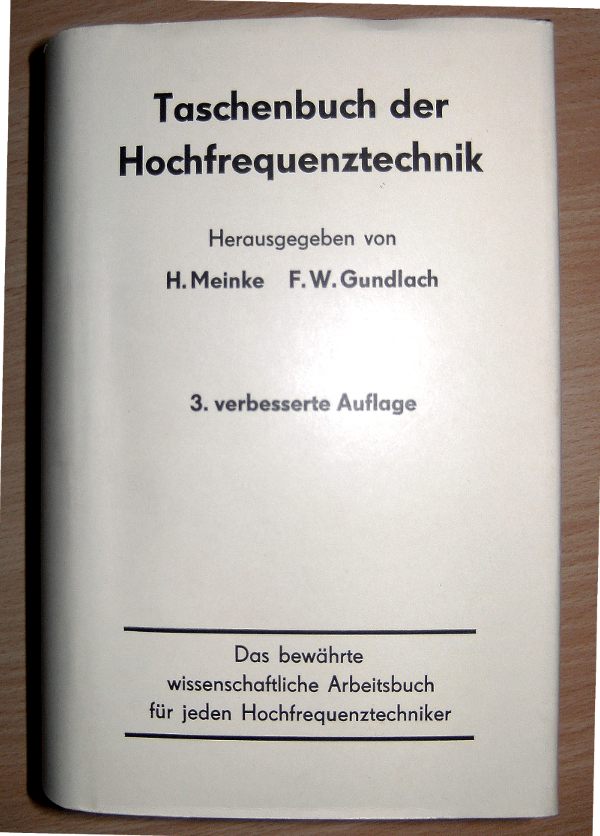 Taschenbuch der
Hochfrequenztechnik
Herausgegeben von
H. Meinke F. W. Gundlach
3. verbesserte Auflage
Das bewährte
wissenschaftliche Arbeitsbuch
für jeden Hochfrequenztechniker